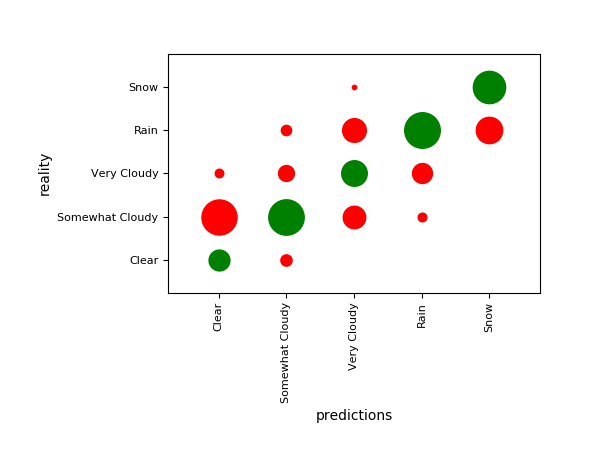 Snow
Rain
Very Cloudy
Somewhat Cloudy
Clear
reality
Clear
Somewhat Cloudy
Very Cloudy
Rain
Snow
predictions